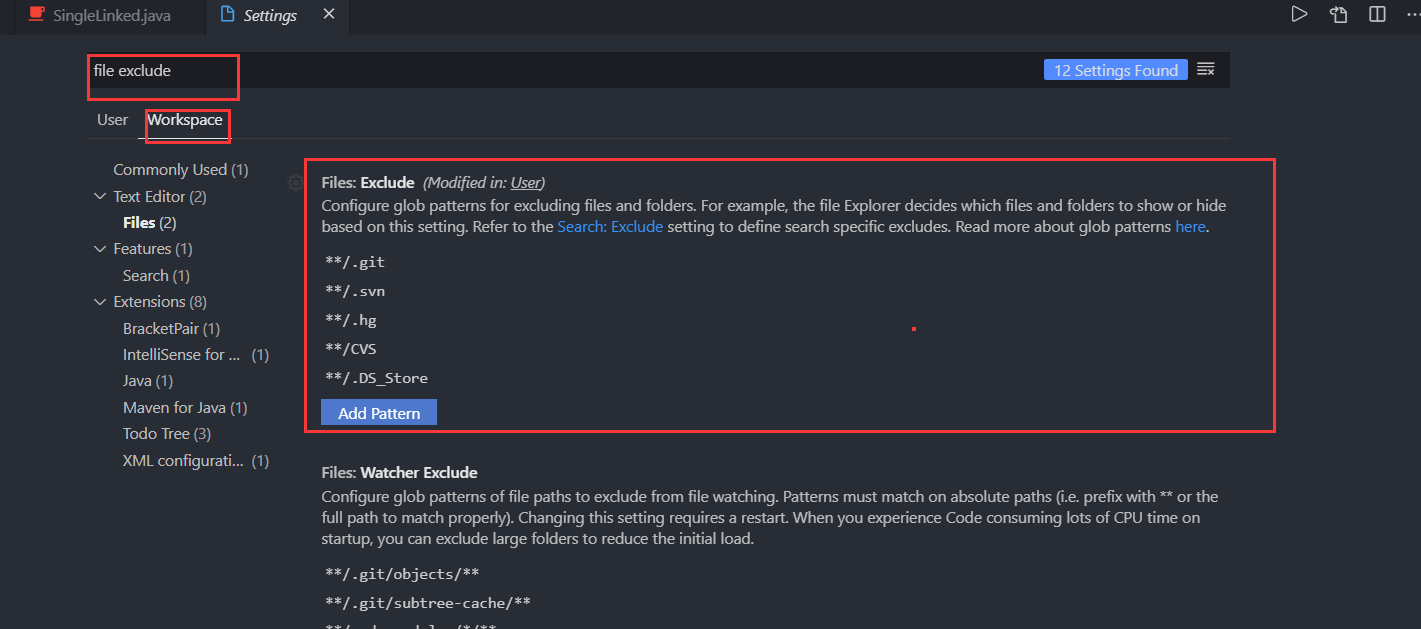 SingleLinked.java
Settings
file exclude
12 Settings Found
User
Workspace
Commonly Used (1)
Text Editor (2)
Files (2)
Features (1)
Search (1)
Extensions (8)
BracketPair (1)
IntelliSense for ... (1)
Java (1)
Maven for Java (1)
Todo Tree (3)
XML configurati... (1)
Files: Exclude (Modified in: User)
Configure glob patterns for excluding files and folders. For example, the file Explorer decides which files and folders to show or hide
based on this setting. Refer to the Search: Exclude setting to define search specific excludes. Read more about glob patterns here.
**/.git
**/.svn
**/.hg
**/CVS
**/.DS_Store
Add Pattern
Files: Watcher Exclude
Configure glob patterns of file paths to exclude from file watching. Patterns must match on absolute paths (i.e. prefix with ** or the
full path to match properly). Changing this setting requires a restart. When you experience Code consuming lots of CPU time on
startup, you can exclude large folders to reduce the initial load.
**/.git/objects/**
**/.git/subtree-cache/**